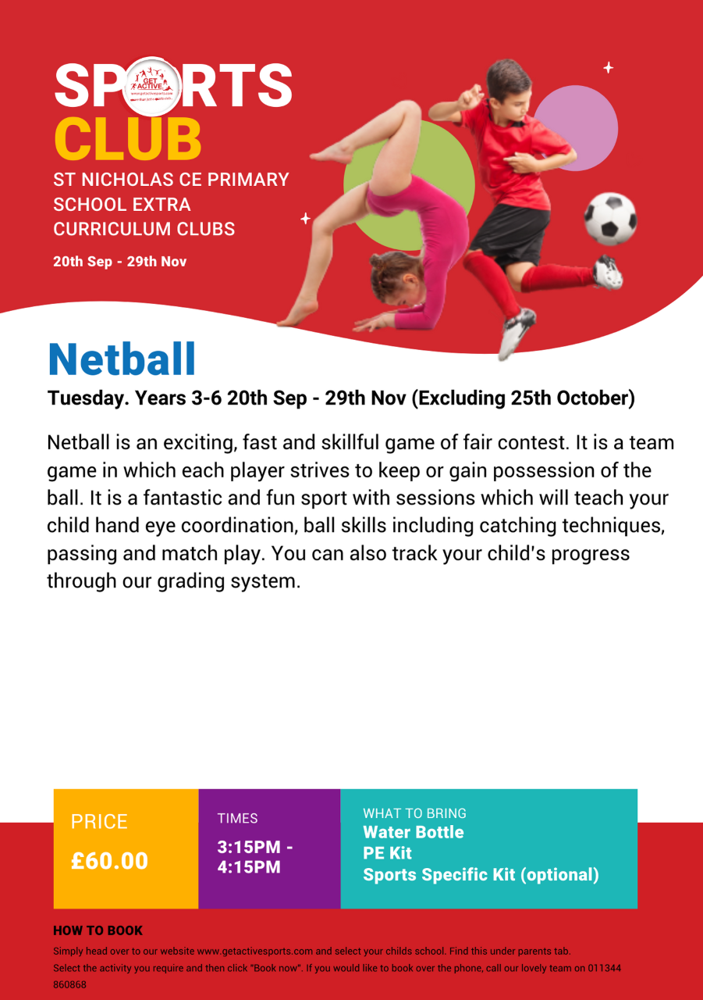 SPORTS
GET
ACTIVE
www.getactivesports.com
CLUB
ST NICHOLAS CE PRIMARY
SCHOOL EXTRA
CURRICULUM CLUBS
20th Sep - 29th Nov
Netball
Tuesday. Years 3-6 20th Sep - 29th Nov (Excluding 25th October)
Netball is an exciting, fast and skillful game of fair contest. It is a team
game in which each player strives to keep or gain possession of the
ball. It is a fantastic and fun sport with sessions which will teach your
child hand eye coordination, ball skills including catching techniques,
passing and match play. You can also track your child's progress
through our grading system.
PRICE
£60.00
TIMES
3:15PM -
4:15PM
WHAT TO BRING
Water Bottle
PE Kit
Sports Specific Kit (optional)
HOW TO BOOK
Simply head over to our website www.getactivesports.com and select your childs school. Find this under parents tab.
Select the activity you require and then click "Book now". If you would like to book over the phone, call our lovely team on 011344
860868